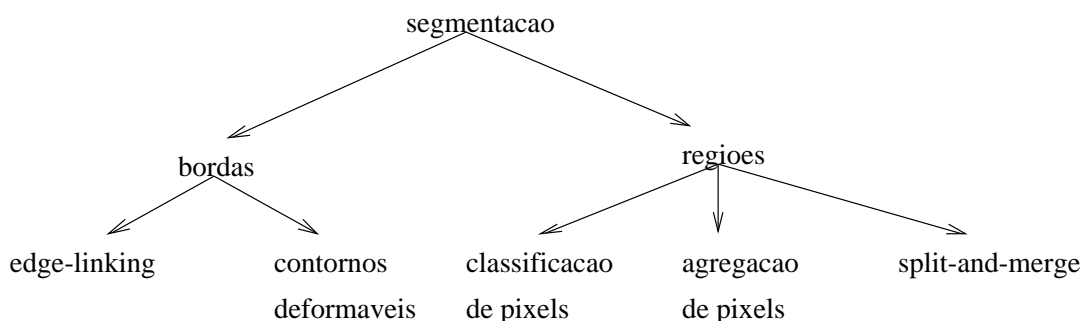 segmentacao
bordas
regioes
edge-linking
contornos
deformaveis
classificacao
de pixels
agregacao
de pixels
split-and-merge